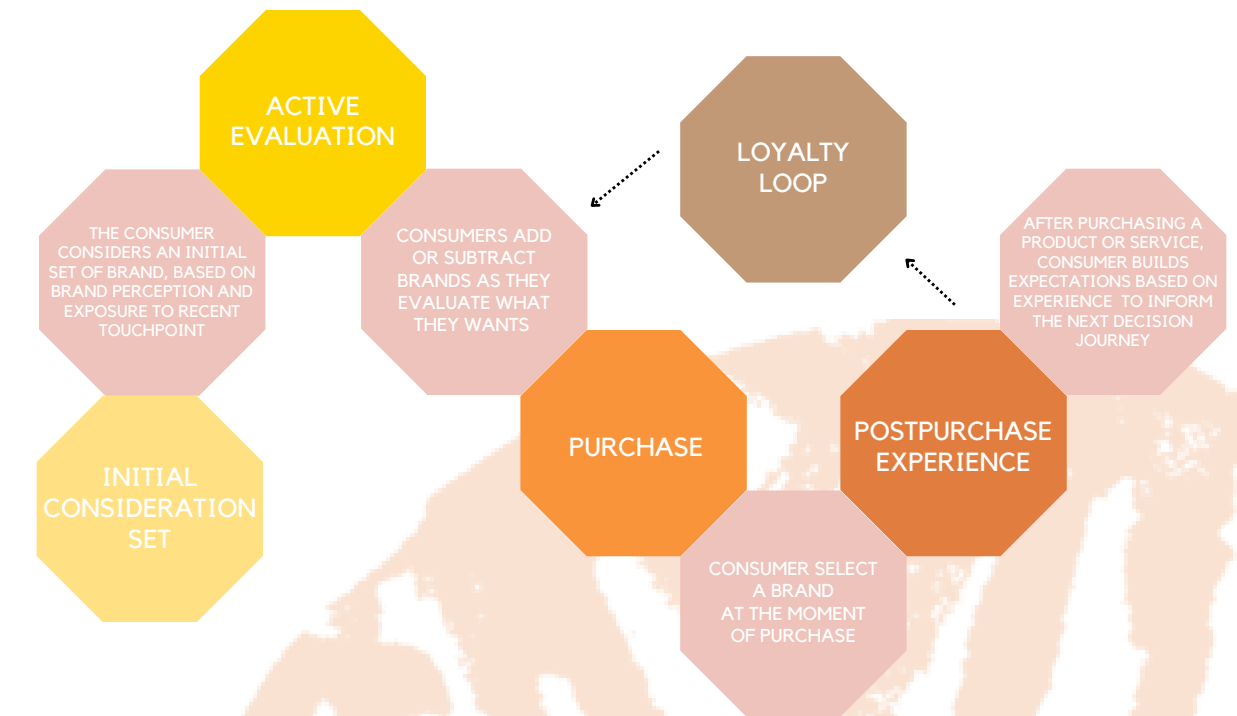 ACTIVE
EVALUATION
LOYALTY
LOOP
THE CONSUMER
CONSIDERS AN INITIAL
SET OF BRAND, BASED ON
BRAND PERCEPTION AND
EXPOSURE TO RECENT
TOUCHPOINT
CONSUMERS ADD
OR SUBTRACT
BRANDS AS THEY
EVALUATE WHAT
THEY WANTS
AFTER PURCHASING A
PRODUCT OR SERVICE,
CONSUMER BUILDS
EXPECTATIONS BASED ON
EXPERIENCE TO INFORM
THE NEXT DECISION
JOURNEY
INITIAL
CONSIDERATION
SET
PURCHASE
POSTPURCHASE
EXPERIENCE
CONSUMER SELECT
A BRAND
AT THE MOMENT
OF PURCHASE